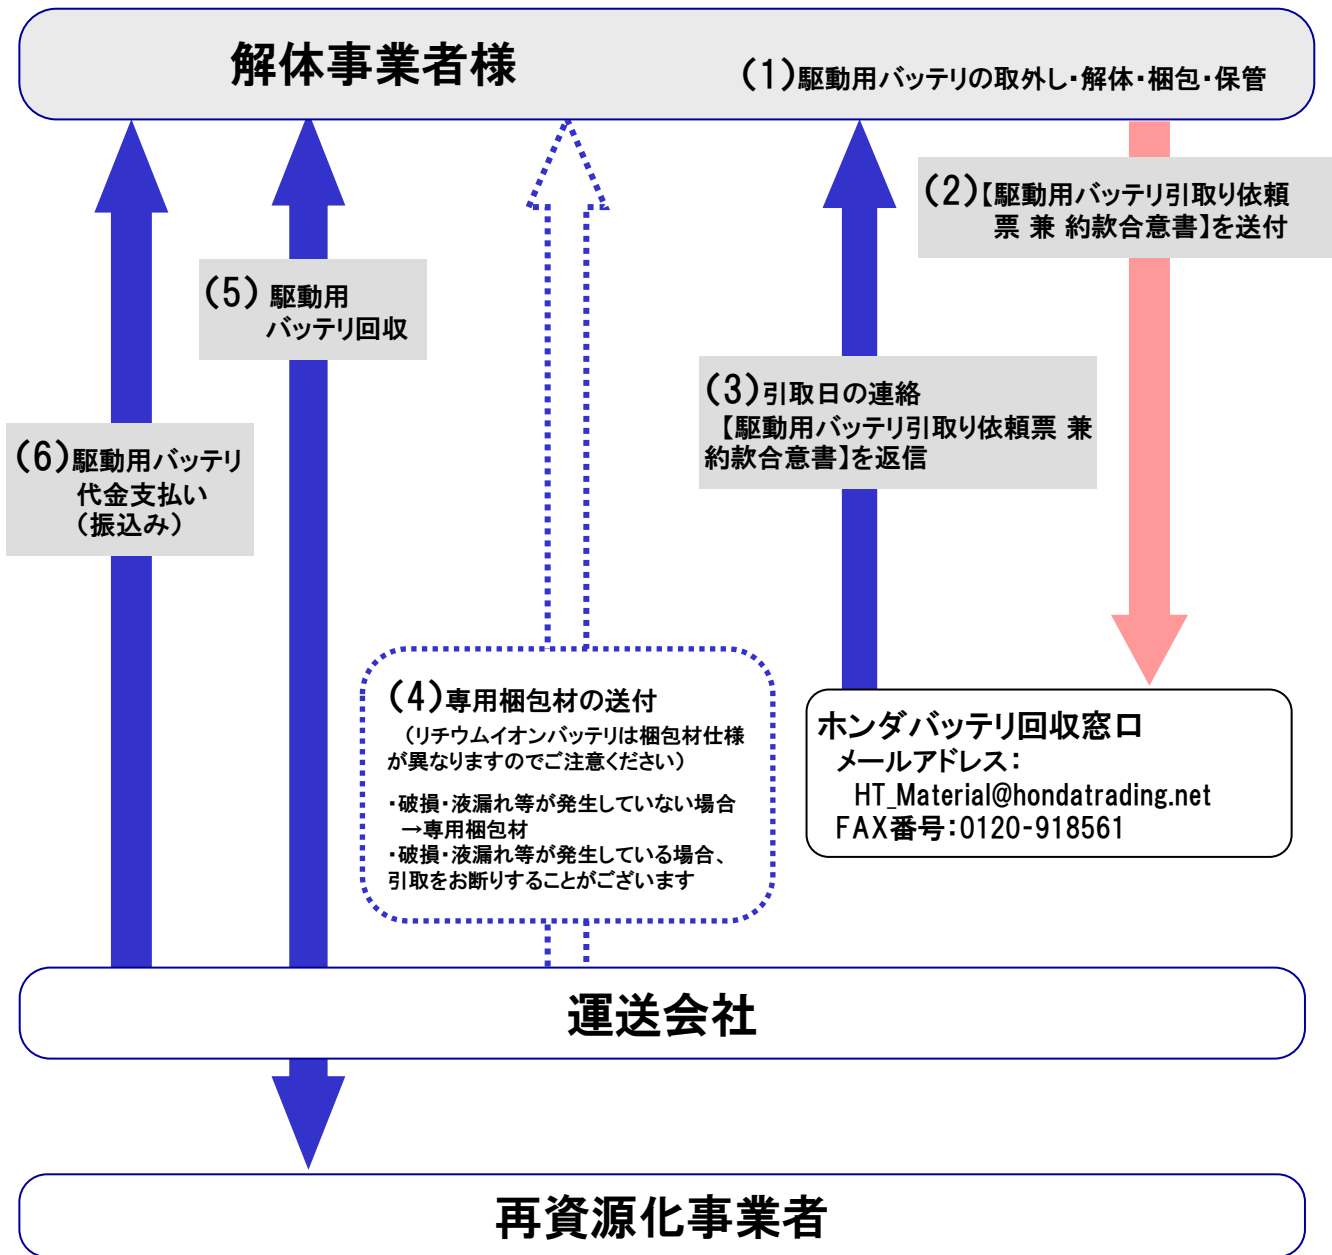 解体事業者様
(1)駆動用バッテリの取外し・解体・梱包・保管
(2)【駆動用バッテリ引取り依頼
票 兼 約款合意書】を送付
(5) 駆動用
バッテリ回収
(3)引取日の連絡
【駆動用バッテリ引取り依頼票 兼
約款合意書】を返信
(6)駆動用バッテリ
代金支払い
(振込み)
(4)専用梱包材の送付
(リチウムイオンバッテリは梱包材仕様
が異なりますのでご注意ください)
・破損・液漏れ等が発生していない場合
→専用梱包材
・破損・液漏れ等が発生している場合、
引取をお断りすることがございます
ホンダバッテリ回収窓口
メールアドレス:
HT_Material@hondatrading.net
FAX番号:0120-918561
運送会社
再資源化事業者